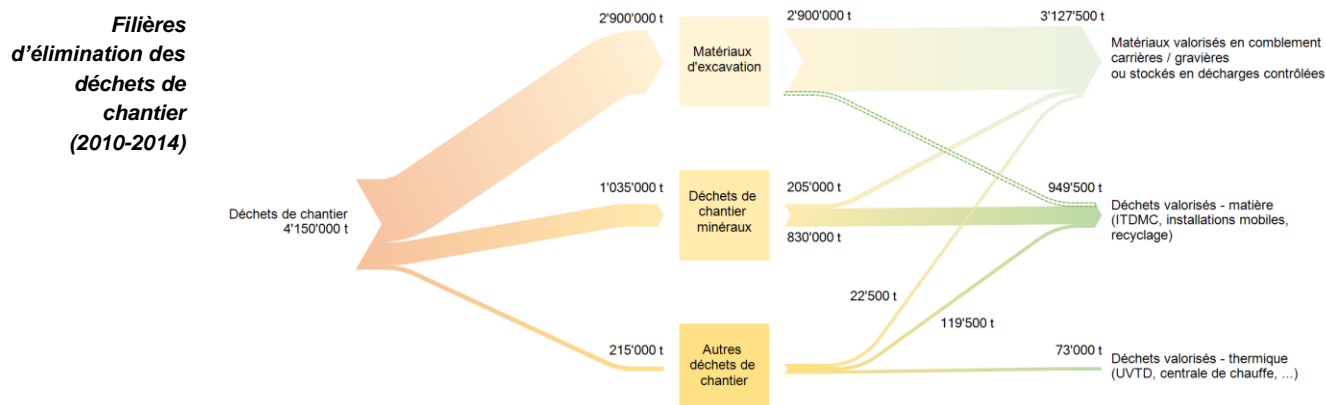 Filières
d'élimination des
déchets de
chantier
(2010-2014)
Déchets de chantier
4'150'000 t
2'900'000 t
Matériaux
d'excavation
2'900'000 t
3'127'500 t
Matériaux valorisés en comblement
carrières / gravières
ou stockés en décharges contrôlées
1'035'000 t
Déchets de
chantier
minéraux
205'000 t
830'000 t
949'500 t
Déchets valorisés - matière
(ITDMC, installations mobiles,
recyclage)
22'500 t
119'500 t
215'000 t
Autres
déchets de
chantier
73'000 t
Déchets valorisés - thermique
(UVTD, centrale de chauffe, ...)